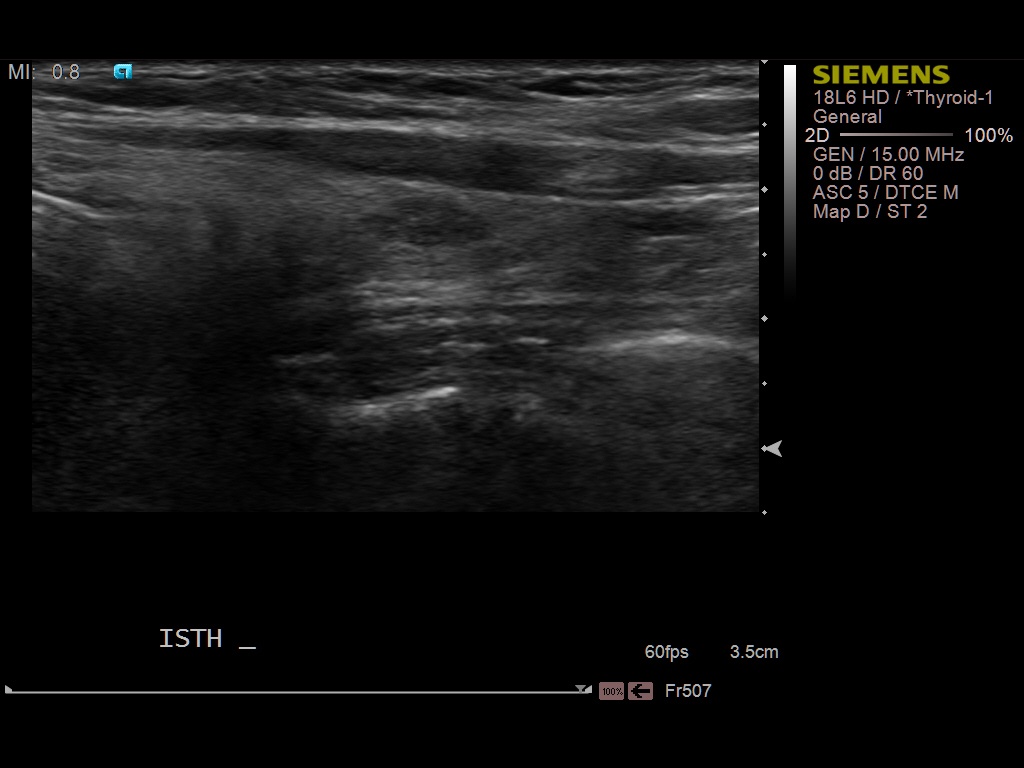 MI: 0.8
SIEMENS
18L6 HD / *Thyroid-1
General
2D 100%
GEN / 15.00 MHz
0 dB / DR 60
ASC 5 / DTCE M
Map D / ST 2
ISTH _
60fps 3.5cm
100% Fr507